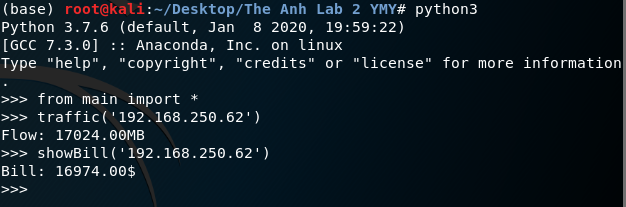 (base) root@kali:~/Desktop/The Anh Lab 2 YMY# python3
Python 3.7.6 (default, Jan  8 2020, 19:59:22)
[GCC 7.3.0] :: Anaconda, Inc. on linux
Type "help", "copyright", "credits" or "license" for more information
.
>>> from main import *
>>> traffic('192.168.250.62')
Flow: 17024.00MB
>>> showBill('192.168.250.62')
Bill: 16974.00$
>>>